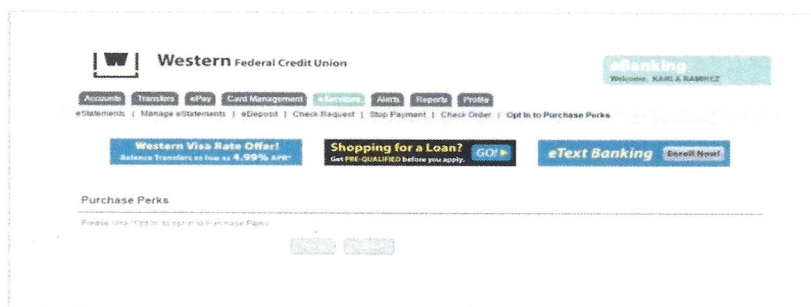 W Western Federal Credit Union
eBanking
Welcome, KARLA RAMIREZ
Accounts Transfers ePay Card Management eServices Alerts Reports Profile
eStatements | Manage eStatements | eDeposit | Check Request | Stop Payment | Check Order | Opt In to Purchase Perks
Western Visa Rate Offer!
Balance Transfers as low as 4.99% APR*
Shopping for a Loan?
Get PRE-QUALIFIED before you apply.
GO!
eText Banking Enroll Now!
Purchase Perks
Please click "Opt In" to opt in to Purchase Perks